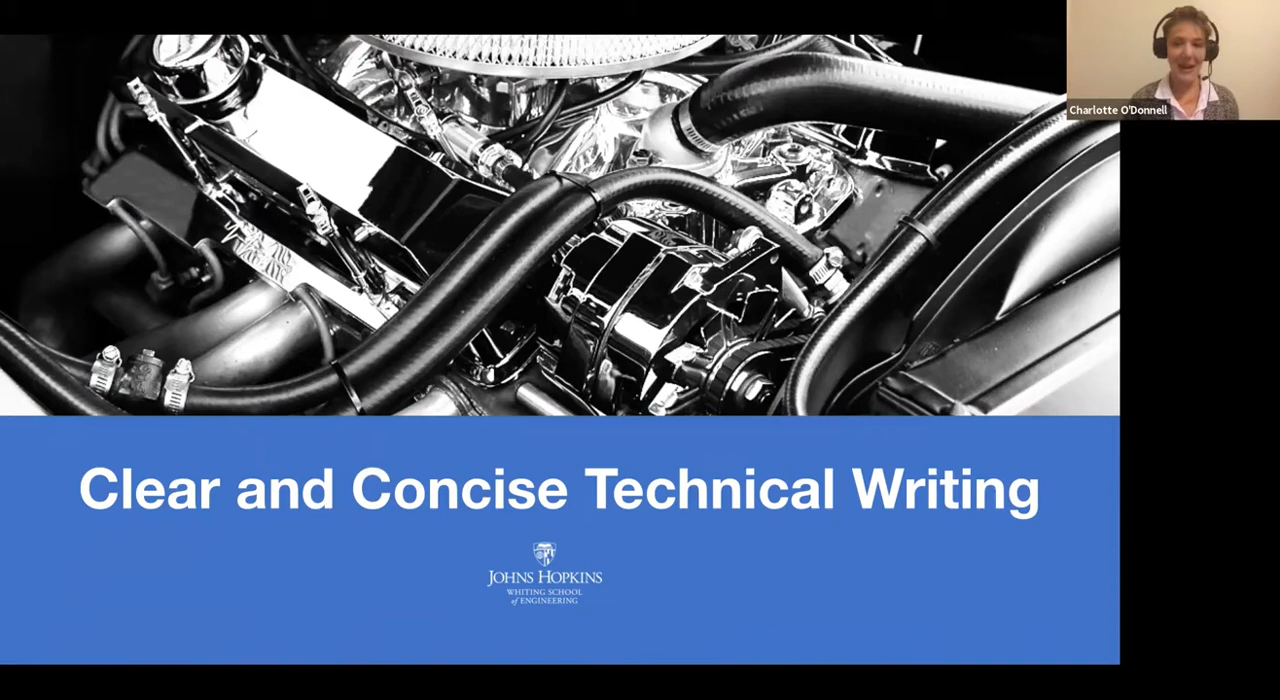 Charlotte O'Donnell
Clear and Concise Technical Writing
JOHNS HOPKINS
WHITING SCHOOL
of ENGINEERING